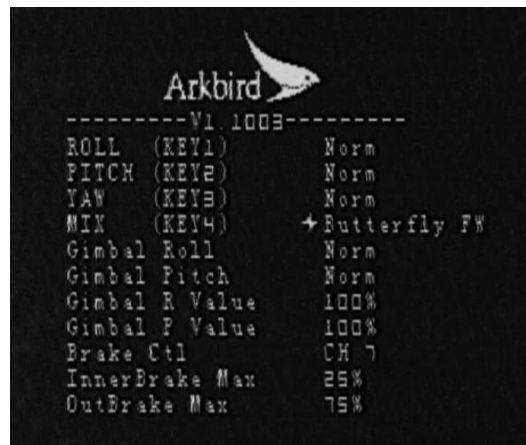 Arkbird
---------V1.1003---------
ROLL (KEY1) Norm
PITCH (KEY2) Norm
YAW (KEY3) Norm
MIX (KEY4) Butterfly FW
Gimbal Roll Norm
Gimbal Pitch Norm
Gimbal R Value 100%
Gimbal P Value 100%
Brake Ctl CH 7
InnerBrake Max 25%
OutBrake Max 75%